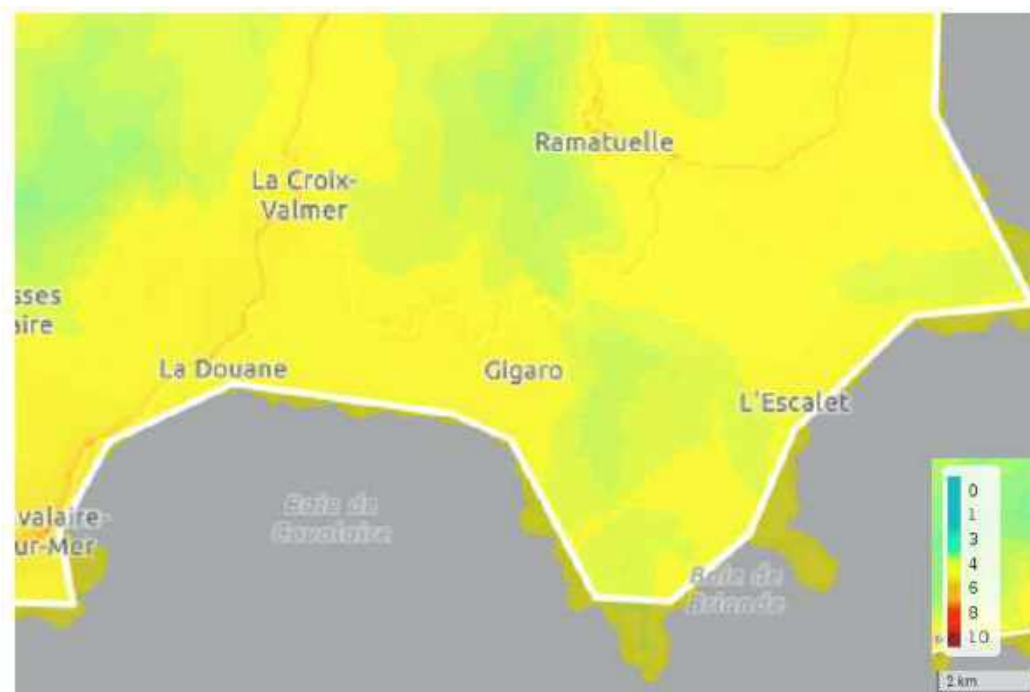 Ramatuelle
La Croix-
Valmer
sses
aire
La Douane
Gigaro
L'Escalet
valaire-
ur-Mer
Baie de
Cavalaire
Baie de
Briande
0
1
3
4
6
8
10
2 km